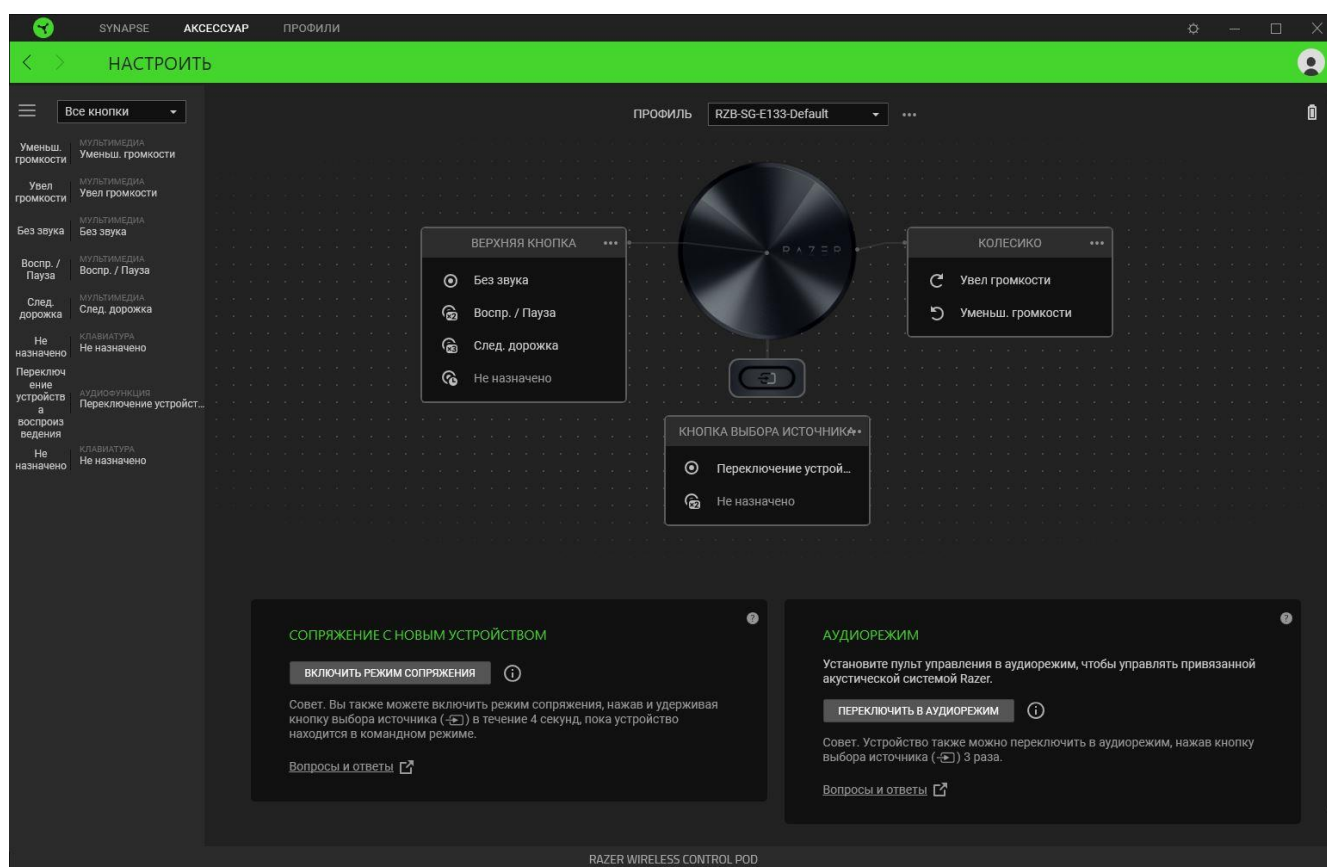 SYNAPSE АКСЕССУАР ПРОФИЛИ
НАСТРОИТЬ
Все кнопки
ПРОФИЛЬ RZB-SG-E133-Default
Уменьш.
громкости
МУЛЬТИМЕДИА
Уменьш. громкости
Увел
громкости
МУЛЬТИМЕДИА
Увел громкости
Без звука
МУЛЬТИМЕДИА
Без звука
Воспр. /
Пауза
МУЛЬТИМЕДИА
Воспр. / Пауза
След.
дорожка
МУЛЬТИМЕДИА
След. дорожка
Не
назначено
КЛАВИАТУРА
Не назначено
Переключ
ение
устройств
а
воспроиз
ведения
АУДИОФУНКЦИЯ
Переключение устройст...
Не
назначено
КЛАВИАТУРА
Не назначено
ВЕРХНЯЯ КНОПКА
Без звука
x2 Воспр. / Пауза
x3 След. дорожка
Не назначено
RAZER
КОЛЕСИКО
Увел громкости
Уменьш. громкости
КНОПКА ВЫБОРА ИСТОЧНИКА
Переключение устрой...
x2 Не назначено
СОПРЯЖЕНИЕ С НОВЫМ УСТРОЙСТВОМ
ВКЛЮЧИТЬ РЕЖИМ СОПРЯЖЕНИЯ
Совет. Вы также можете включить режим сопряжения, нажав и удерживая
кнопку выбора источника ( ) в течение 4 секунд, пока устройство
находится в командном режиме.
Вопросы и ответы
АУДИОРЕЖИМ
Установите пульт управления в аудиорежим, чтобы управлять привязанной
акустической системой Razer.
ПЕРЕКЛЮЧИТЬ В АУДИОРЕЖИМ
Совет. Устройство также можно переключить в аудиорежим, нажав кнопку
выбора источника ( ) 3 раза.
Вопросы и ответы
RAZER WIRELESS CONTROL POD